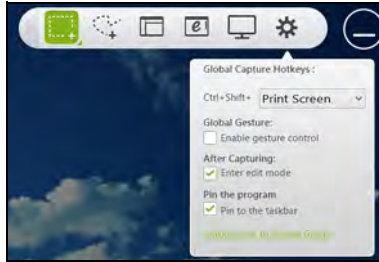 e
Global Capture Hotkeys :
Ctrl+Shift+ Print Screen
Global Gesture:
Enable gesture control
After Capturing:
Enter edit mode
Pin the program
Pin to the taskbar